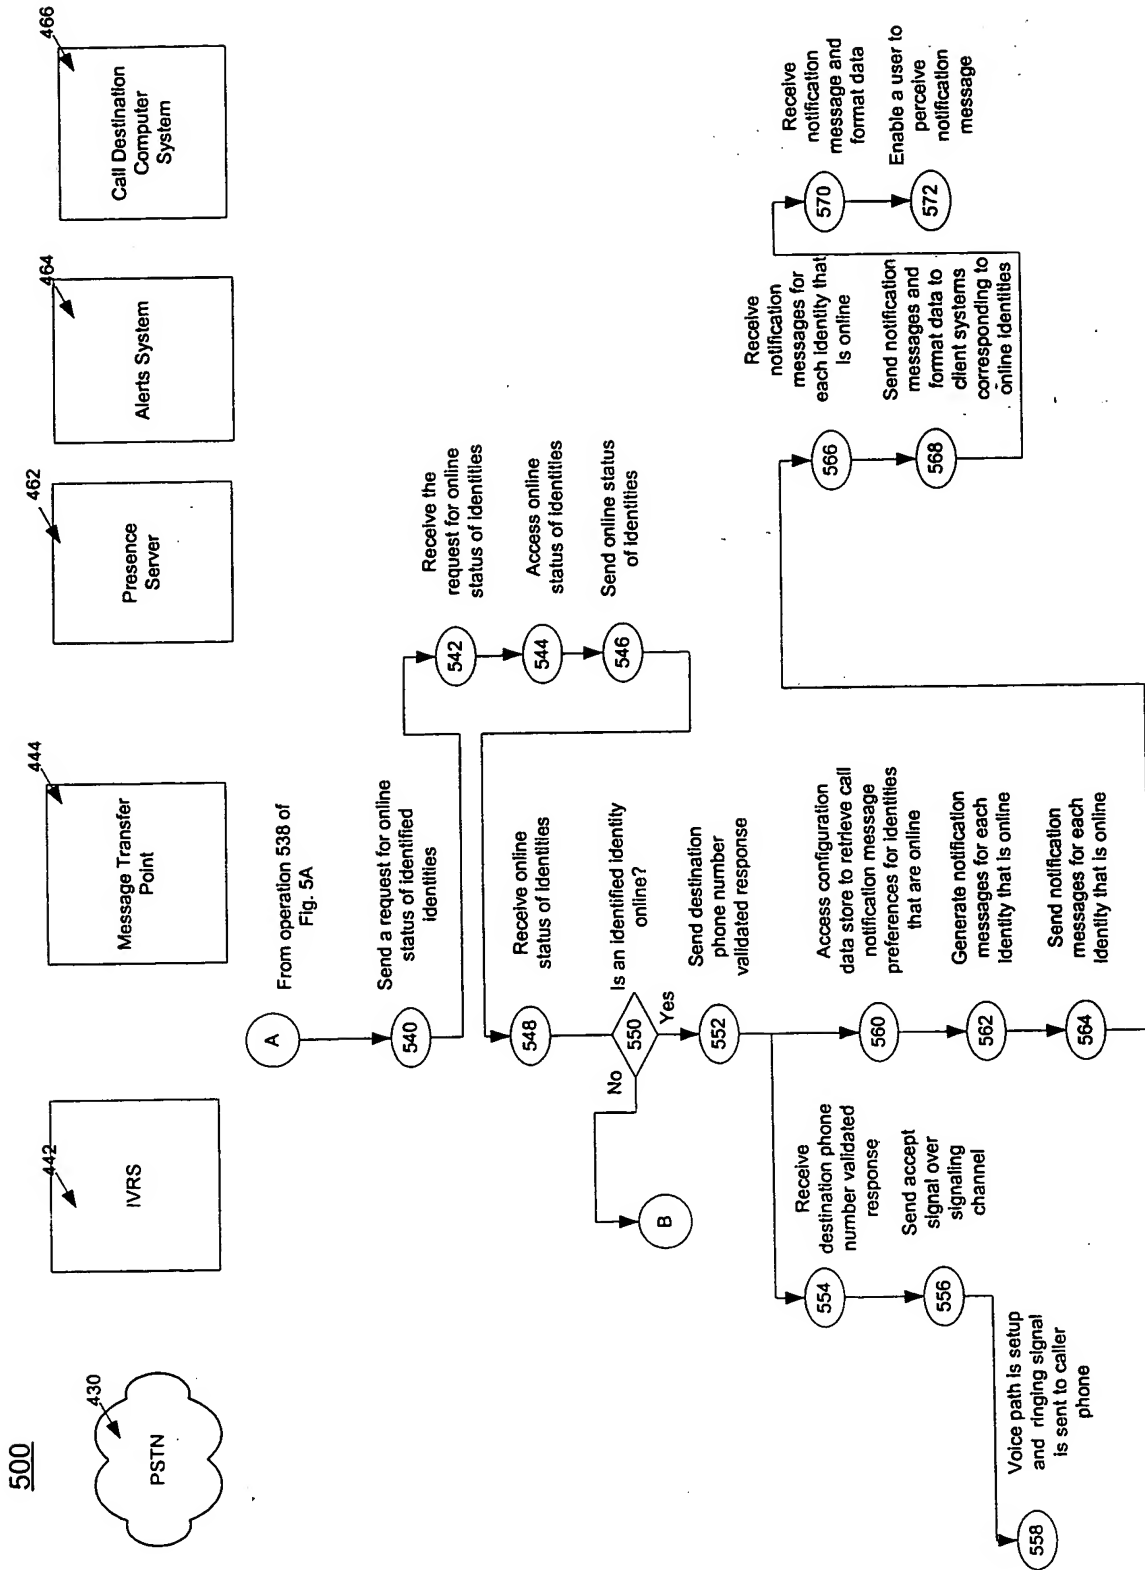 500
430
PSTN
442
IVRS
444
Message Transfer
Point
462
Presence
Server
464
Alerts System
466
Call Destination
Computer
System
A
From operation 538 of
Fig. 5A
540
Send a request for online
status of identified
identities
542
Receive the
request for online
status of identities
544
Access online
status of identities
546
Send online status
of identities
548
Receive online
status of identities
550
Is an identified identity
online?
No
Yes
B
552
Send destination
phone number
validated response
554
Receive
destination phone
number validated
response
556
Send accept
signal over
signaling
channel
558
Voice path is setup
and ringing signal
is sent to caller
phone
560
Access configuration
data store to retrieve call
notification message
preferences for identities
that are online
562
Generate notification
messages for each
Identity that is online
564
Send notification
messages for each
Identity that is online
566
Receive
notification
messages for
each identity that
Is online
568
Send notification
messages and
format data to
client systems
corresponding to
online identities
570
Receive
notification
message and
format data
572
Enable a user to
perceive
notification
message